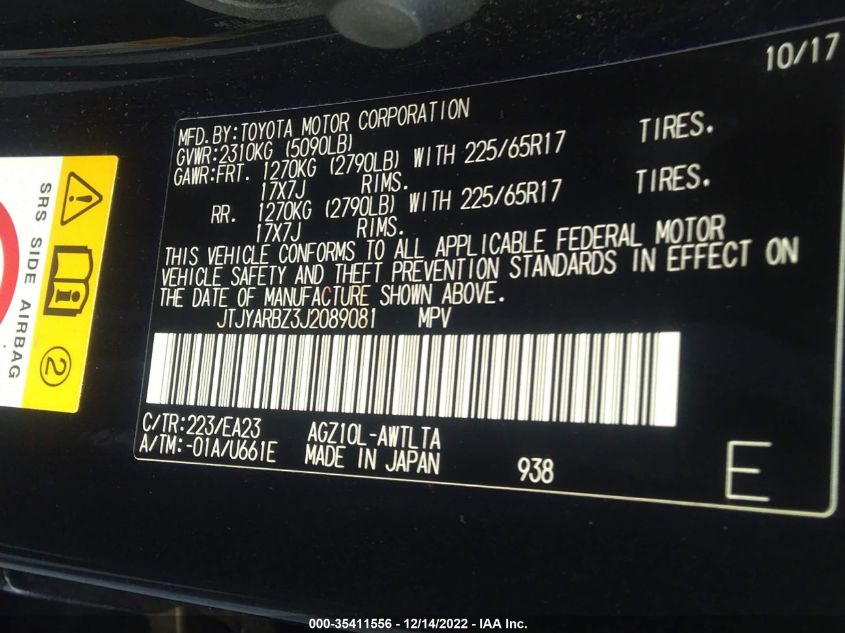 10/17
MFD.BY:TOYOTA MOTOR CORPORATION
GVWR:2310KG (5090LB)
GAWR:FRT. 1270KG (2790LB) WITH 225/65R17 TIRES.
17X7J RIMS.
RR. 1270KG (2790LB) WITH 225/65R17 TIRES.
17X7J RIMS.
THIS VEHICLE CONFORMS TO ALL APPLICABLE FEDERAL MOTOR
VEHICLE SAFETY AND THEFT PREVENTION STANDARDS IN EFFECT ON
THE DATE OF MANUFACTURE SHOWN ABOVE.
JTJYARBZ3J2089081 MPV
C/TR:223/EA23 AGZ10L-AWTLTA
A/TM:-01A/U661E MADE IN JAPAN 938 E
SRS SIDE AIRBAG
2
000-35411556 - 12/14/2022 - IAA Inc.